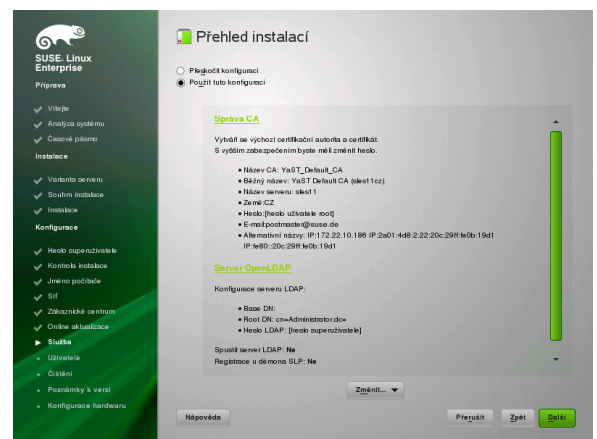 SUSE. Linux
Enterprise
Příprava
Vítejte
Analýza systému
Časové pásmo
Instalace
Varianta serveru
Souhrn instalace
Instalace
Konfigurace
Heslo superuživatele
Kontrola instalace
Jméno počítače
Síť
Zákaznické centrum
Online aktualizace
Služba
Uživatelé
Čištění
Poznámky k verzi
Konfigurace hardwaru
Přehled instalací
Přeskočit konfiguraci
Použít tuto konfiguraci
Správa CA
Vytváří se výchozí certifikační autorita a certifikát.
S vyšším zabezpečením byste měli změnit heslo.
Název CA: YaST_Default_CA
Běžný název: YaST Default CA (sles11cz)
Název serveru: sles11
Země:CZ
Heslo:[heslo uživatele root]
E-mail:postmaster@suse.de
Alternativní názvy: IP:172.22.10.186 IP:2a01:4d8:2:22:20c:29ff:fe0b:19d1
IP:fe80::20c:29ff:fe0b:19d1
Server OpenLDAP
Konfigurace serveru LDAP:
Base DN:
Root DN: cn=Administrator,dc=
Heslo LDAP: [heslo superuživatele]
Spustit server LDAP: Ne
Registrace u démona SLP: Ne
Změnit...
Nápověda
Přerušit
Zpět
Další